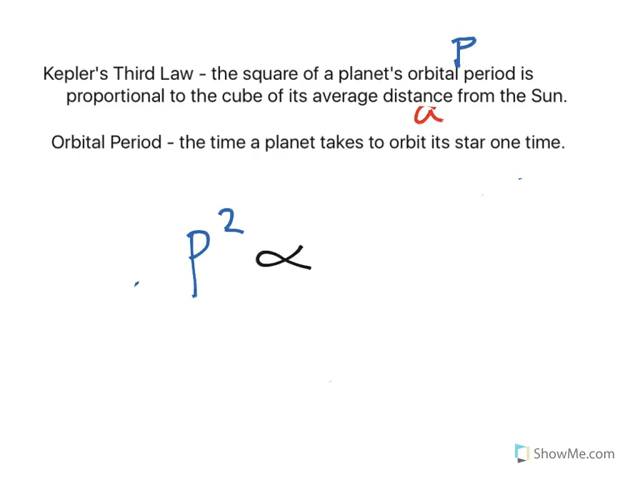 P
Kepler's Third Law - the square of a planet's orbital period is
proportional to the cube of its average distance from the Sun.
a
Orbital Period - the time a planet takes to orbit its star one time.
P² ∝
ShowMe.com